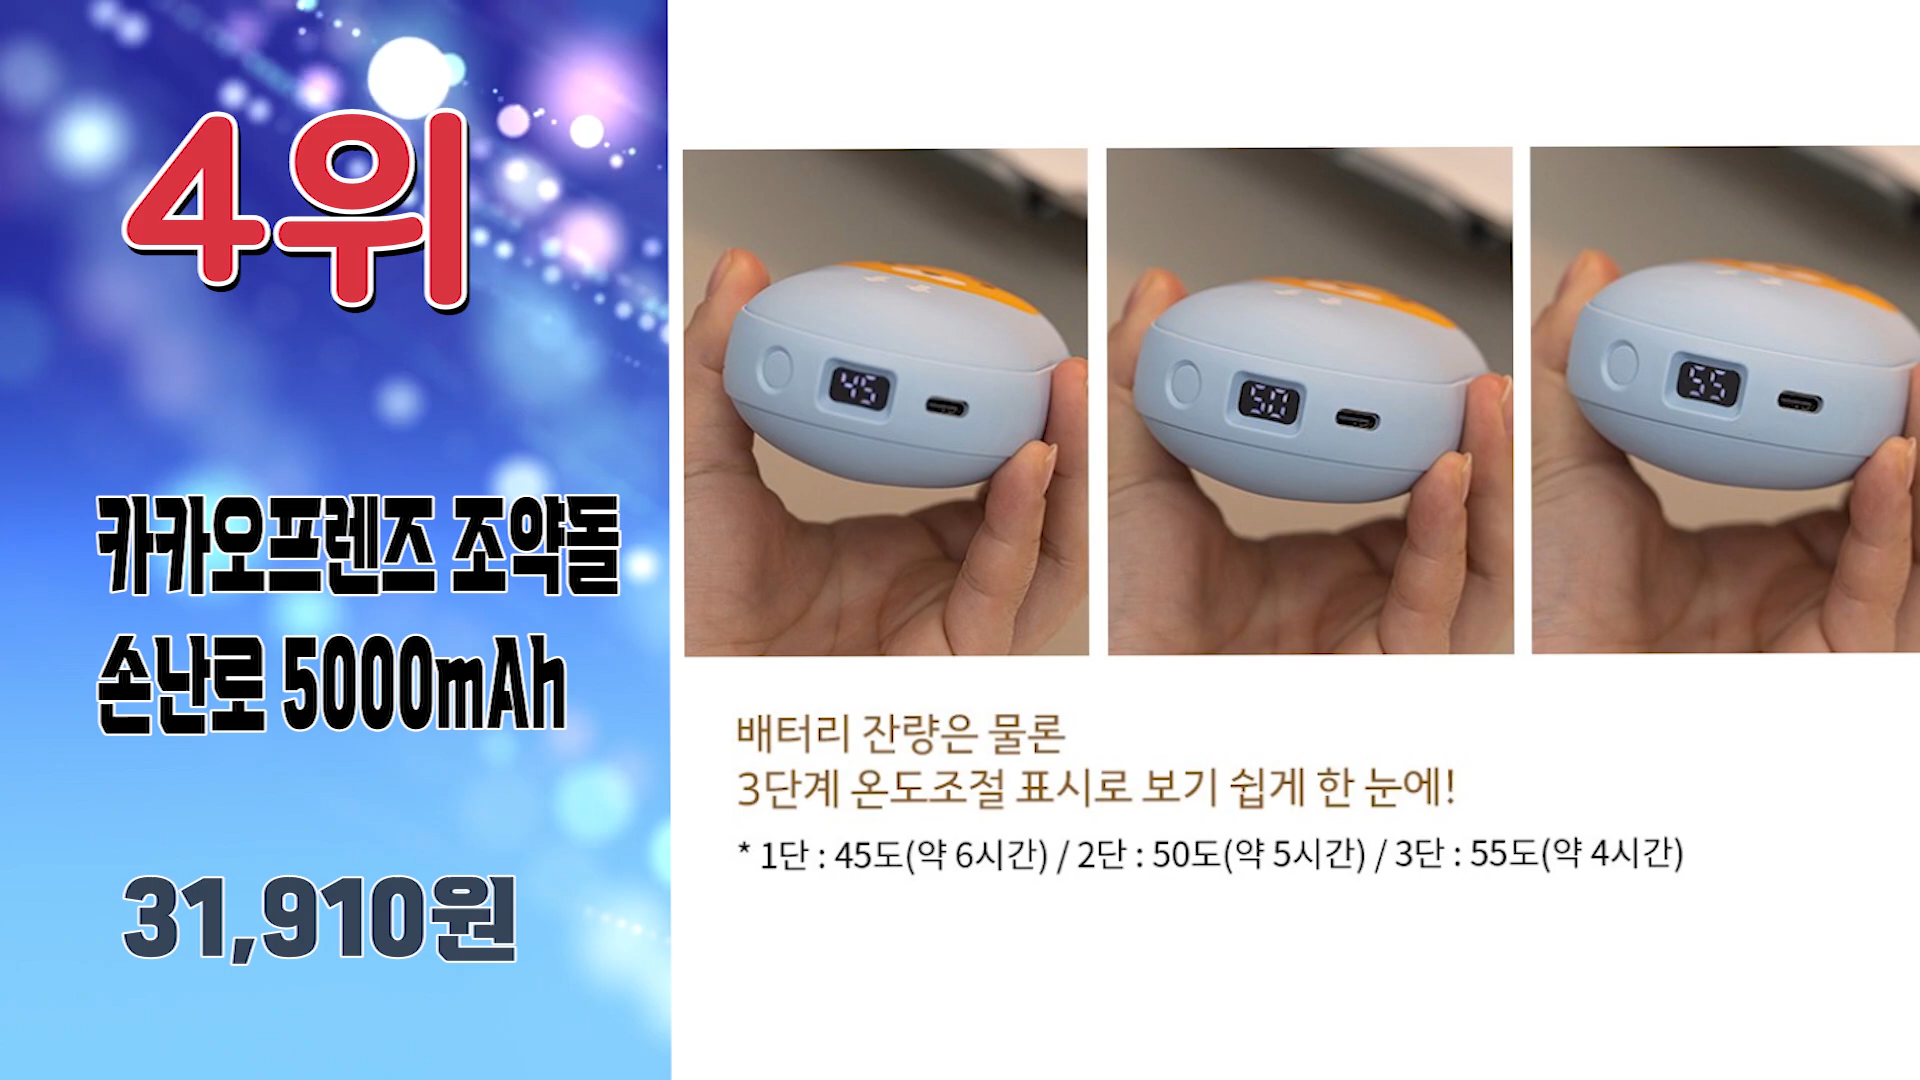 4위
카카오프렌즈 조약돌
손난로 5000mAh
31,910원
45
50
55
배터리 잔량은 물론
3단계 온도조절 표시로 보기 쉽게 한 눈에!
* 1단 : 45도(약 6시간) / 2단 : 50도(약 5시간) / 3단 : 55도(약 4시간)